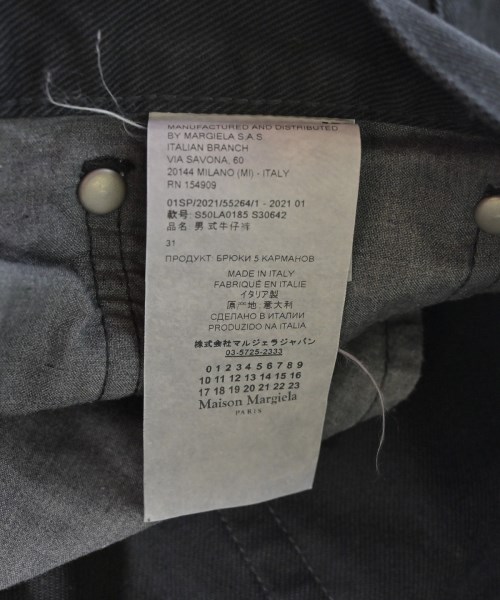 MANUFACTURED AND DISTRIBUTED
BY MARGIELA S.A.S.
ITALIAN BRANCH
VIA SAVONA, 60
20144 MILANO (MI) - ITALY
RN 154909
01SP/2021/55264/1 - 2021 01
款号: S50LA0185 S30642
品名: 男式牛仔裤
31
ПРОДУКТ: БРЮКИ 5 КАРМАНОВ
MADE IN ITALY
FABRIQUÉ EN ITALIE
イタリア製
原产地:意大利
СДЕЛАНО В ИТАЛИИ
PRODUZIDO NA ITALIA
株式会社マルジェラジャパン
03-5725-2333
0 1 2 3 4 5 6 7 8 9
10 11 12 13 14 15 16
17 18 19 20 21 22 23
Maison Margiela
PARIS